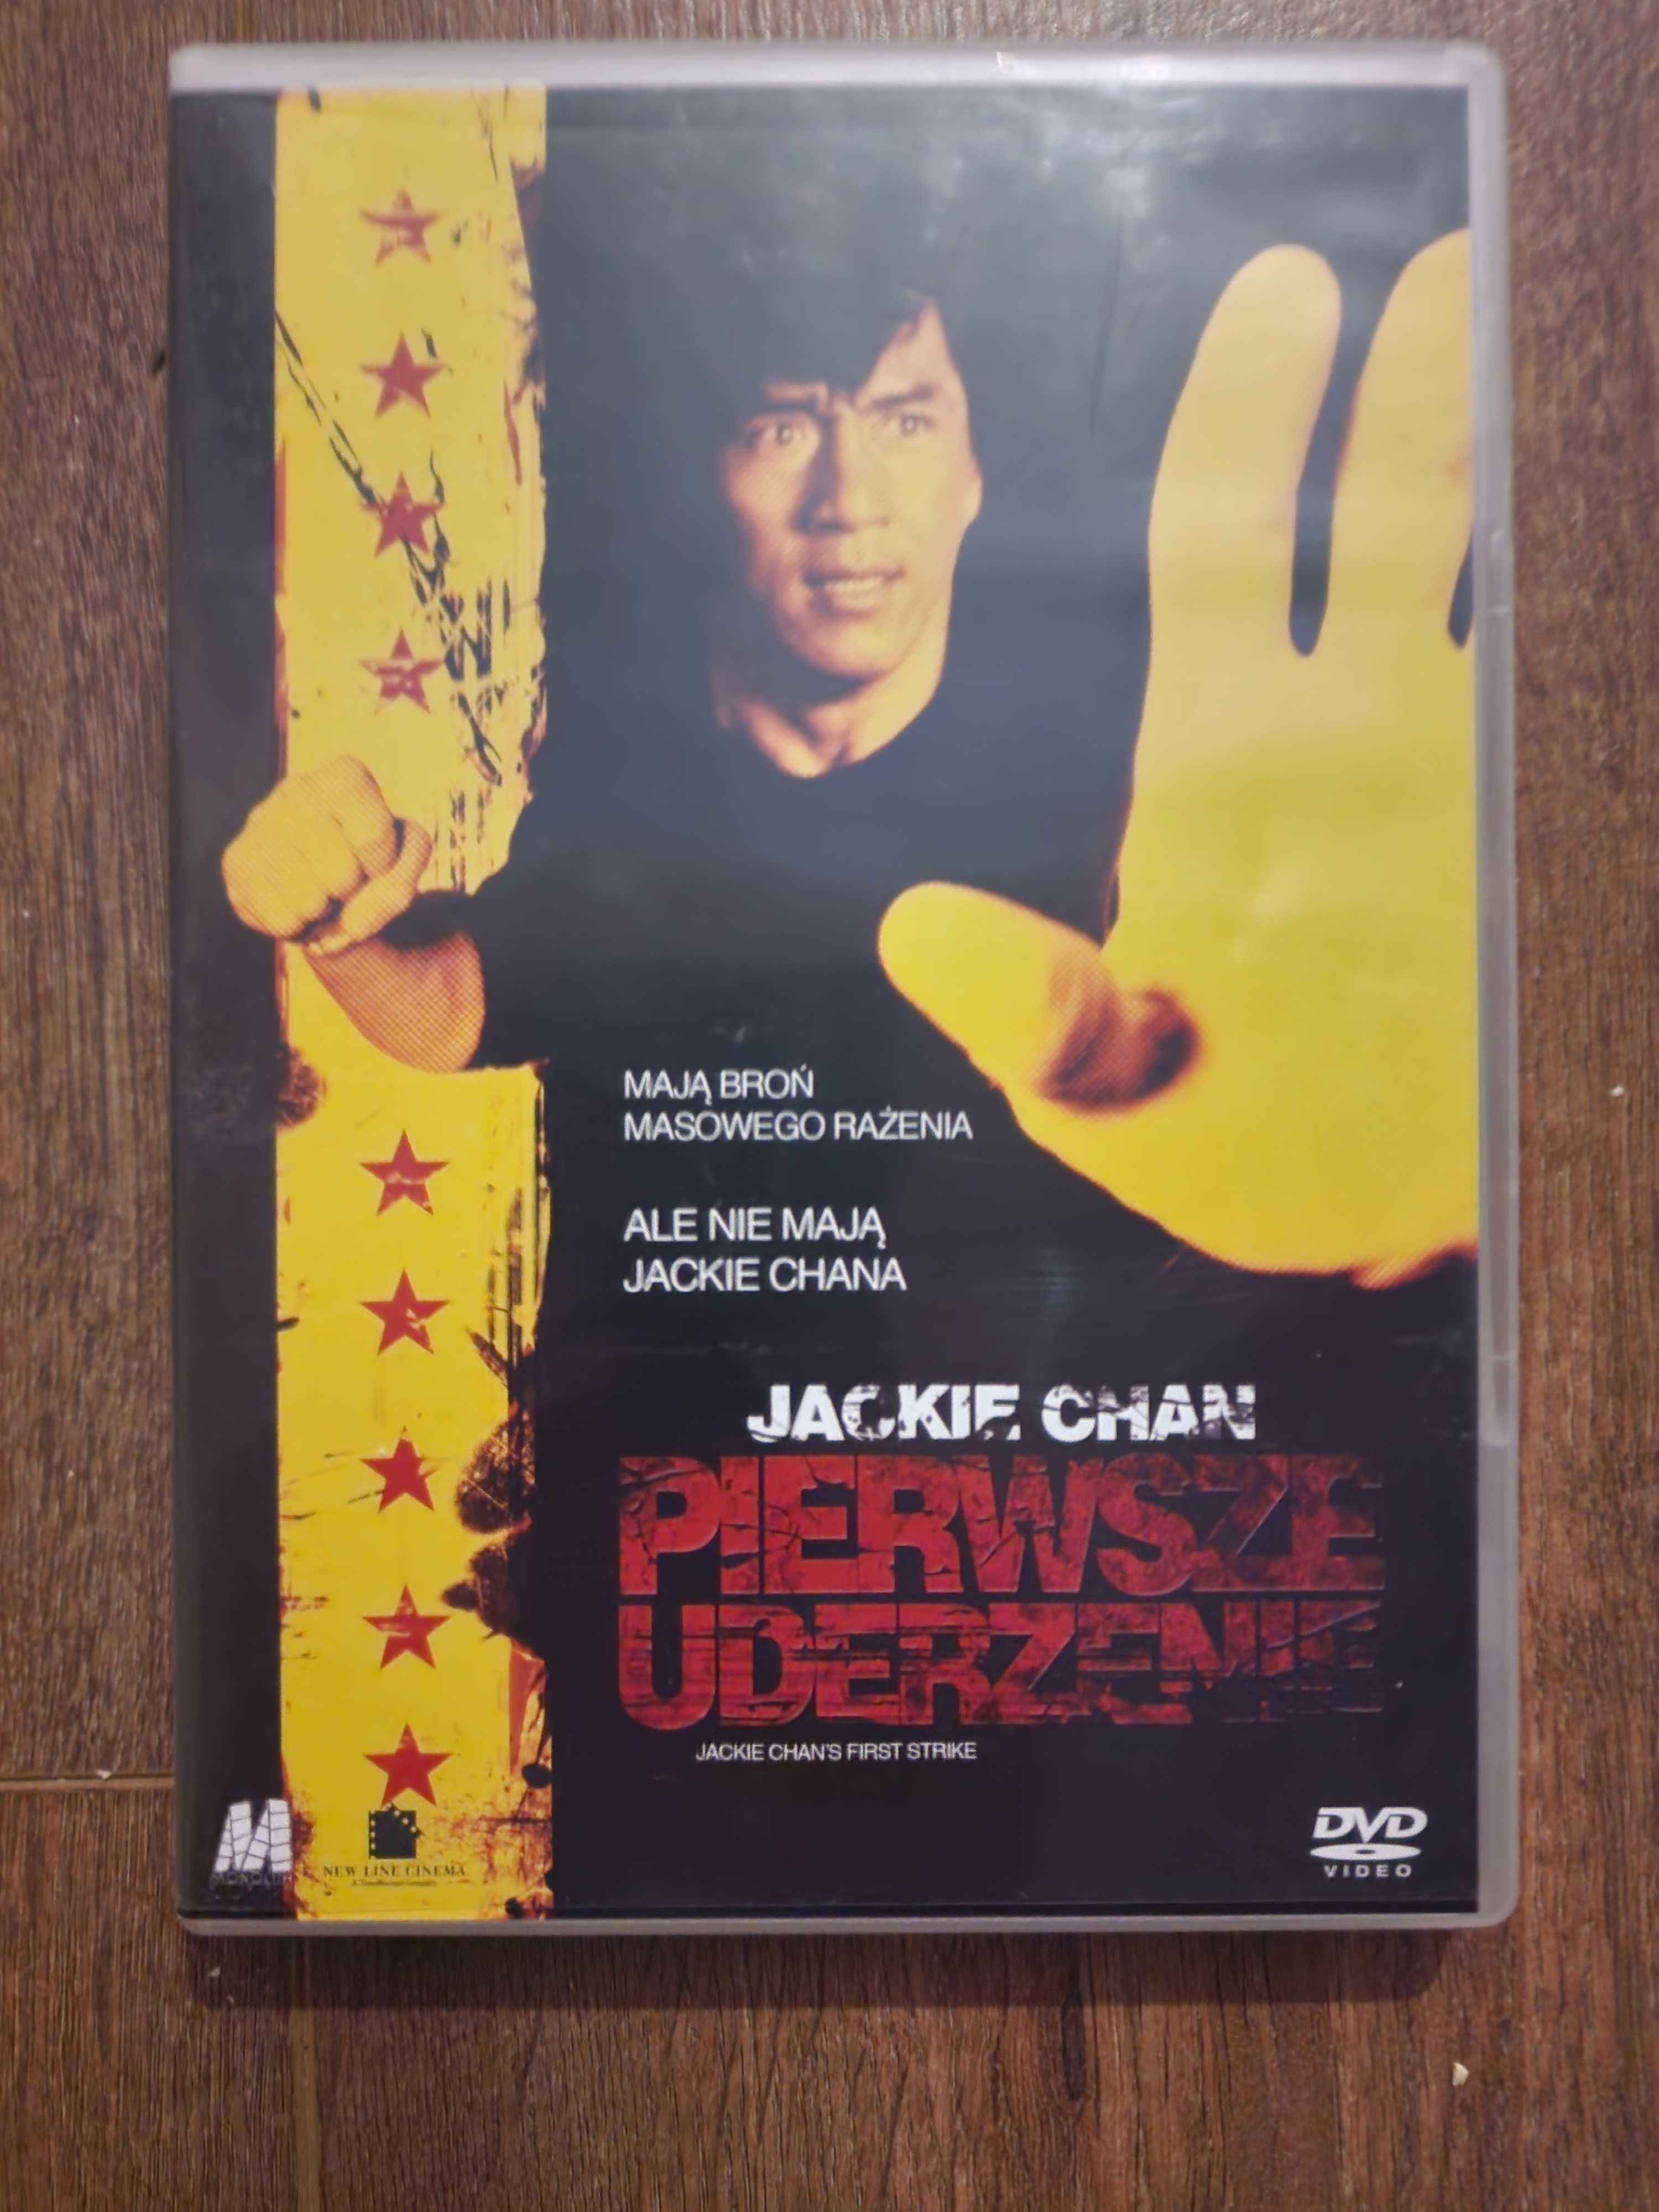 MAJĄ BROŃ
MASOWEGO RAŻENIA
ALE NIE MAJĄ
JACKIE CHANA
JACKIE CHAN
PIERWSZE
UDERZENIE
JACKIE CHAN'S FIRST STRIKE
MONOLITH
NEW LINE CINEMA
DVD
VIDEO